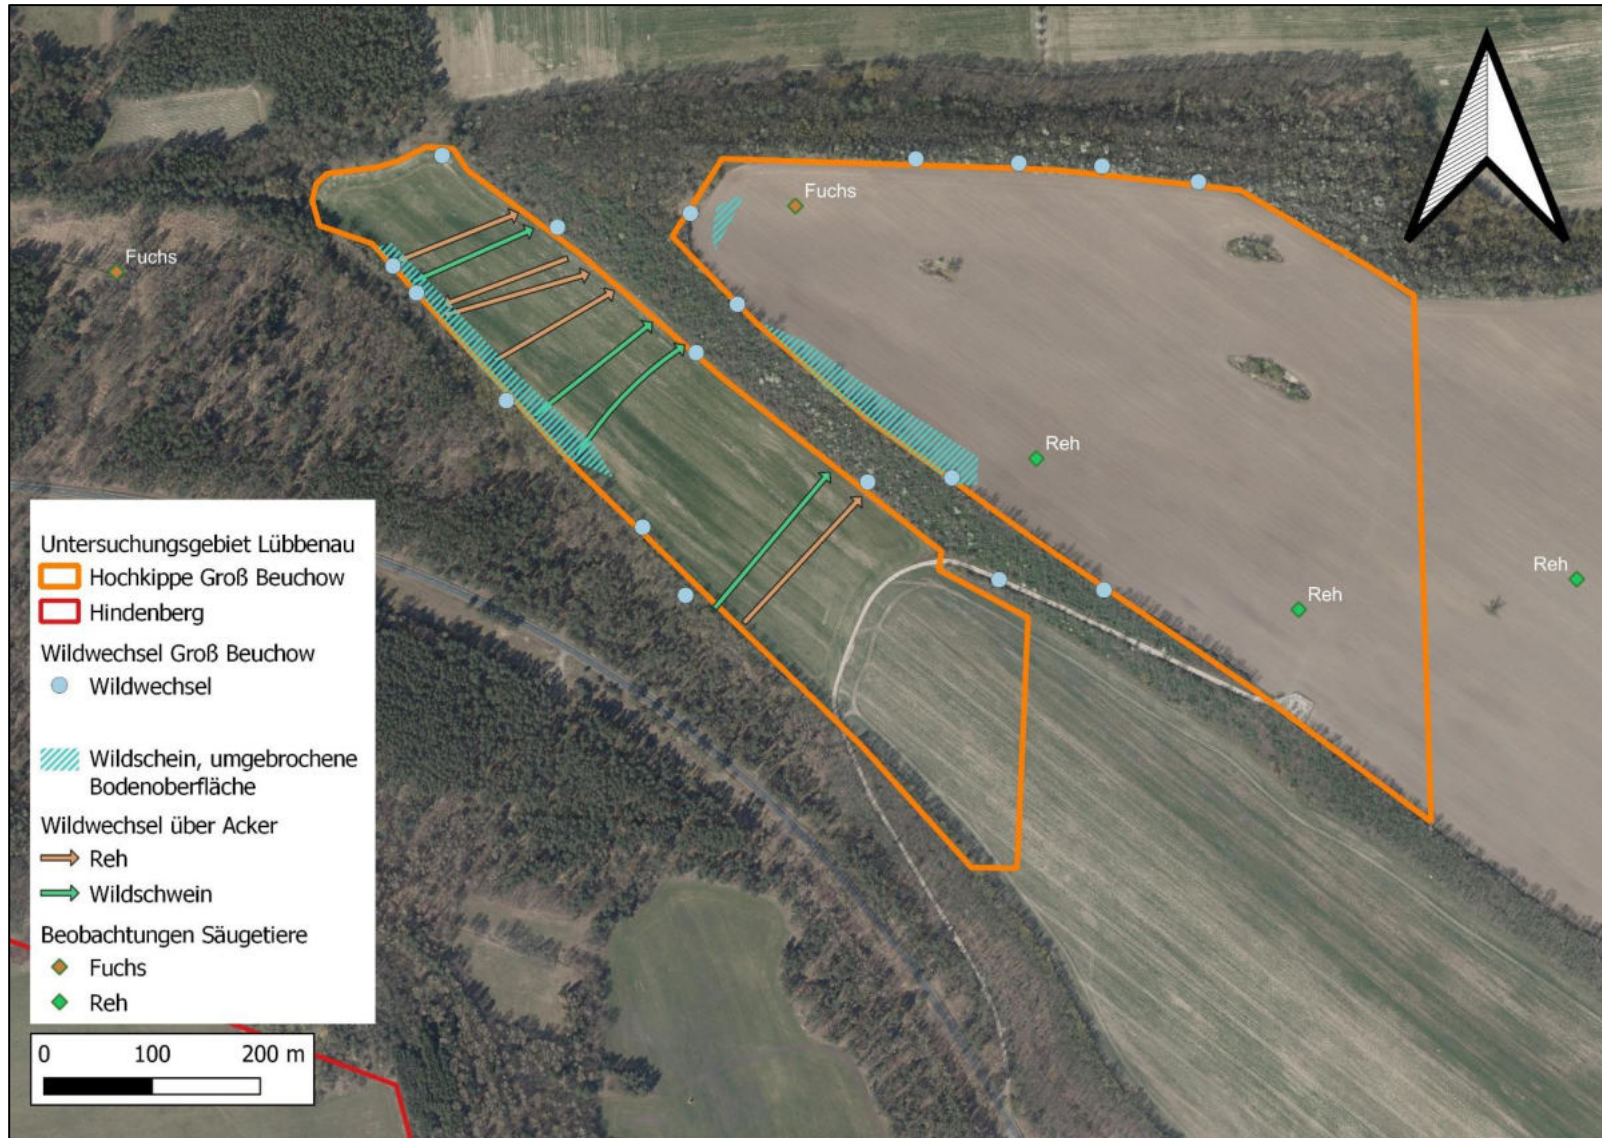 Fuchs
Fuchs
Reh
Reh
Reh
Untersuchungsgebiet Lübbenau
Hochkippe Groß Beuchow
Hindenberg
Wildwechsel Groß Beuchow
Wildwechsel
Wildschein, umgebrochene
Bodenoberfläche
Wildwechsel über Acker
Reh
Wildschwein
Beobachtungen Säugetiere
Fuchs
Reh
0 100 200 m